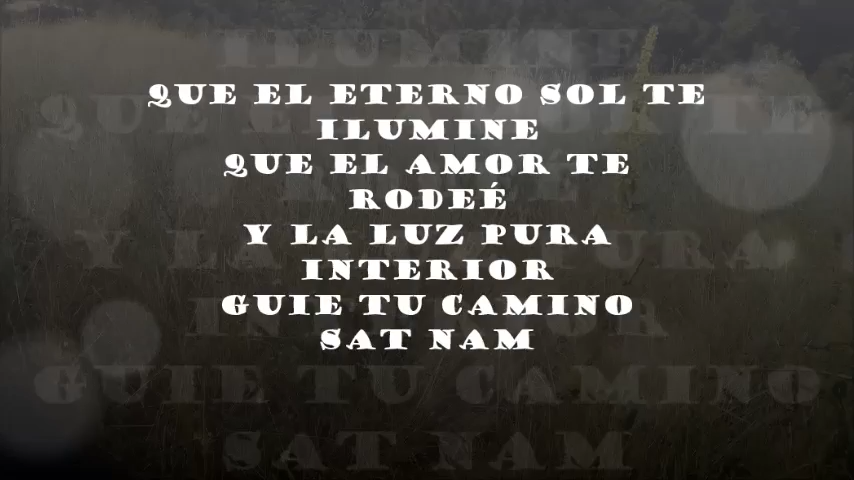 QUE EL ETERNO SOL TE
ILUMINE
QUE EL AMOR TE
RODEÉ
Y LA LUZ PURA
INTERIOR
GUIE TU CAMINO
SAT NAM